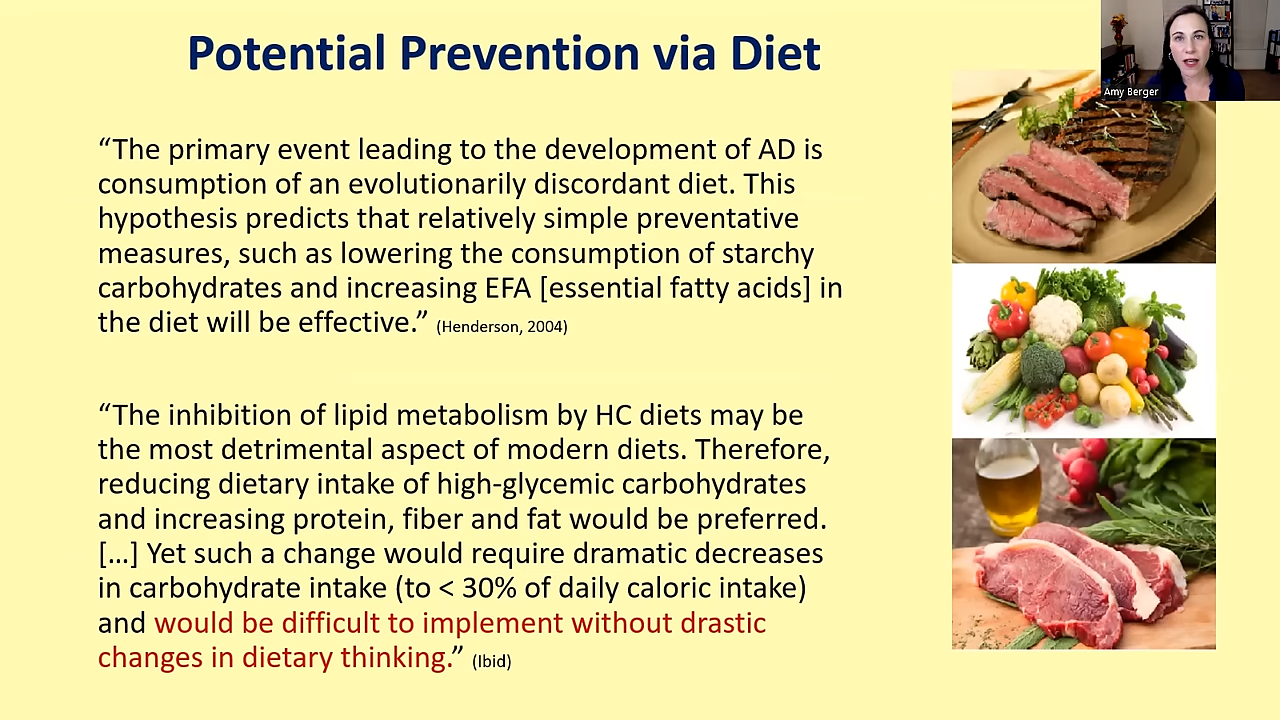 Potential Prevention via Diet
Amy Berger
“The primary event leading to the development of AD is
consumption of an evolutionarily discordant diet. This
hypothesis predicts that relatively simple preventative
measures, such as lowering the consumption of starchy
carbohydrates and increasing EFA [essential fatty acids] in
the diet will be effective.” (Henderson, 2004)
“The inhibition of lipid metabolism by HC diets may be
the most detrimental aspect of modern diets. Therefore,
reducing dietary intake of high-glycemic carbohydrates
and increasing protein, fiber and fat would be preferred.
[…] Yet such a change would require dramatic decreases
in carbohydrate intake (to < 30% of daily caloric intake)
and would be difficult to implement without drastic
changes in dietary thinking.” (Ibid)